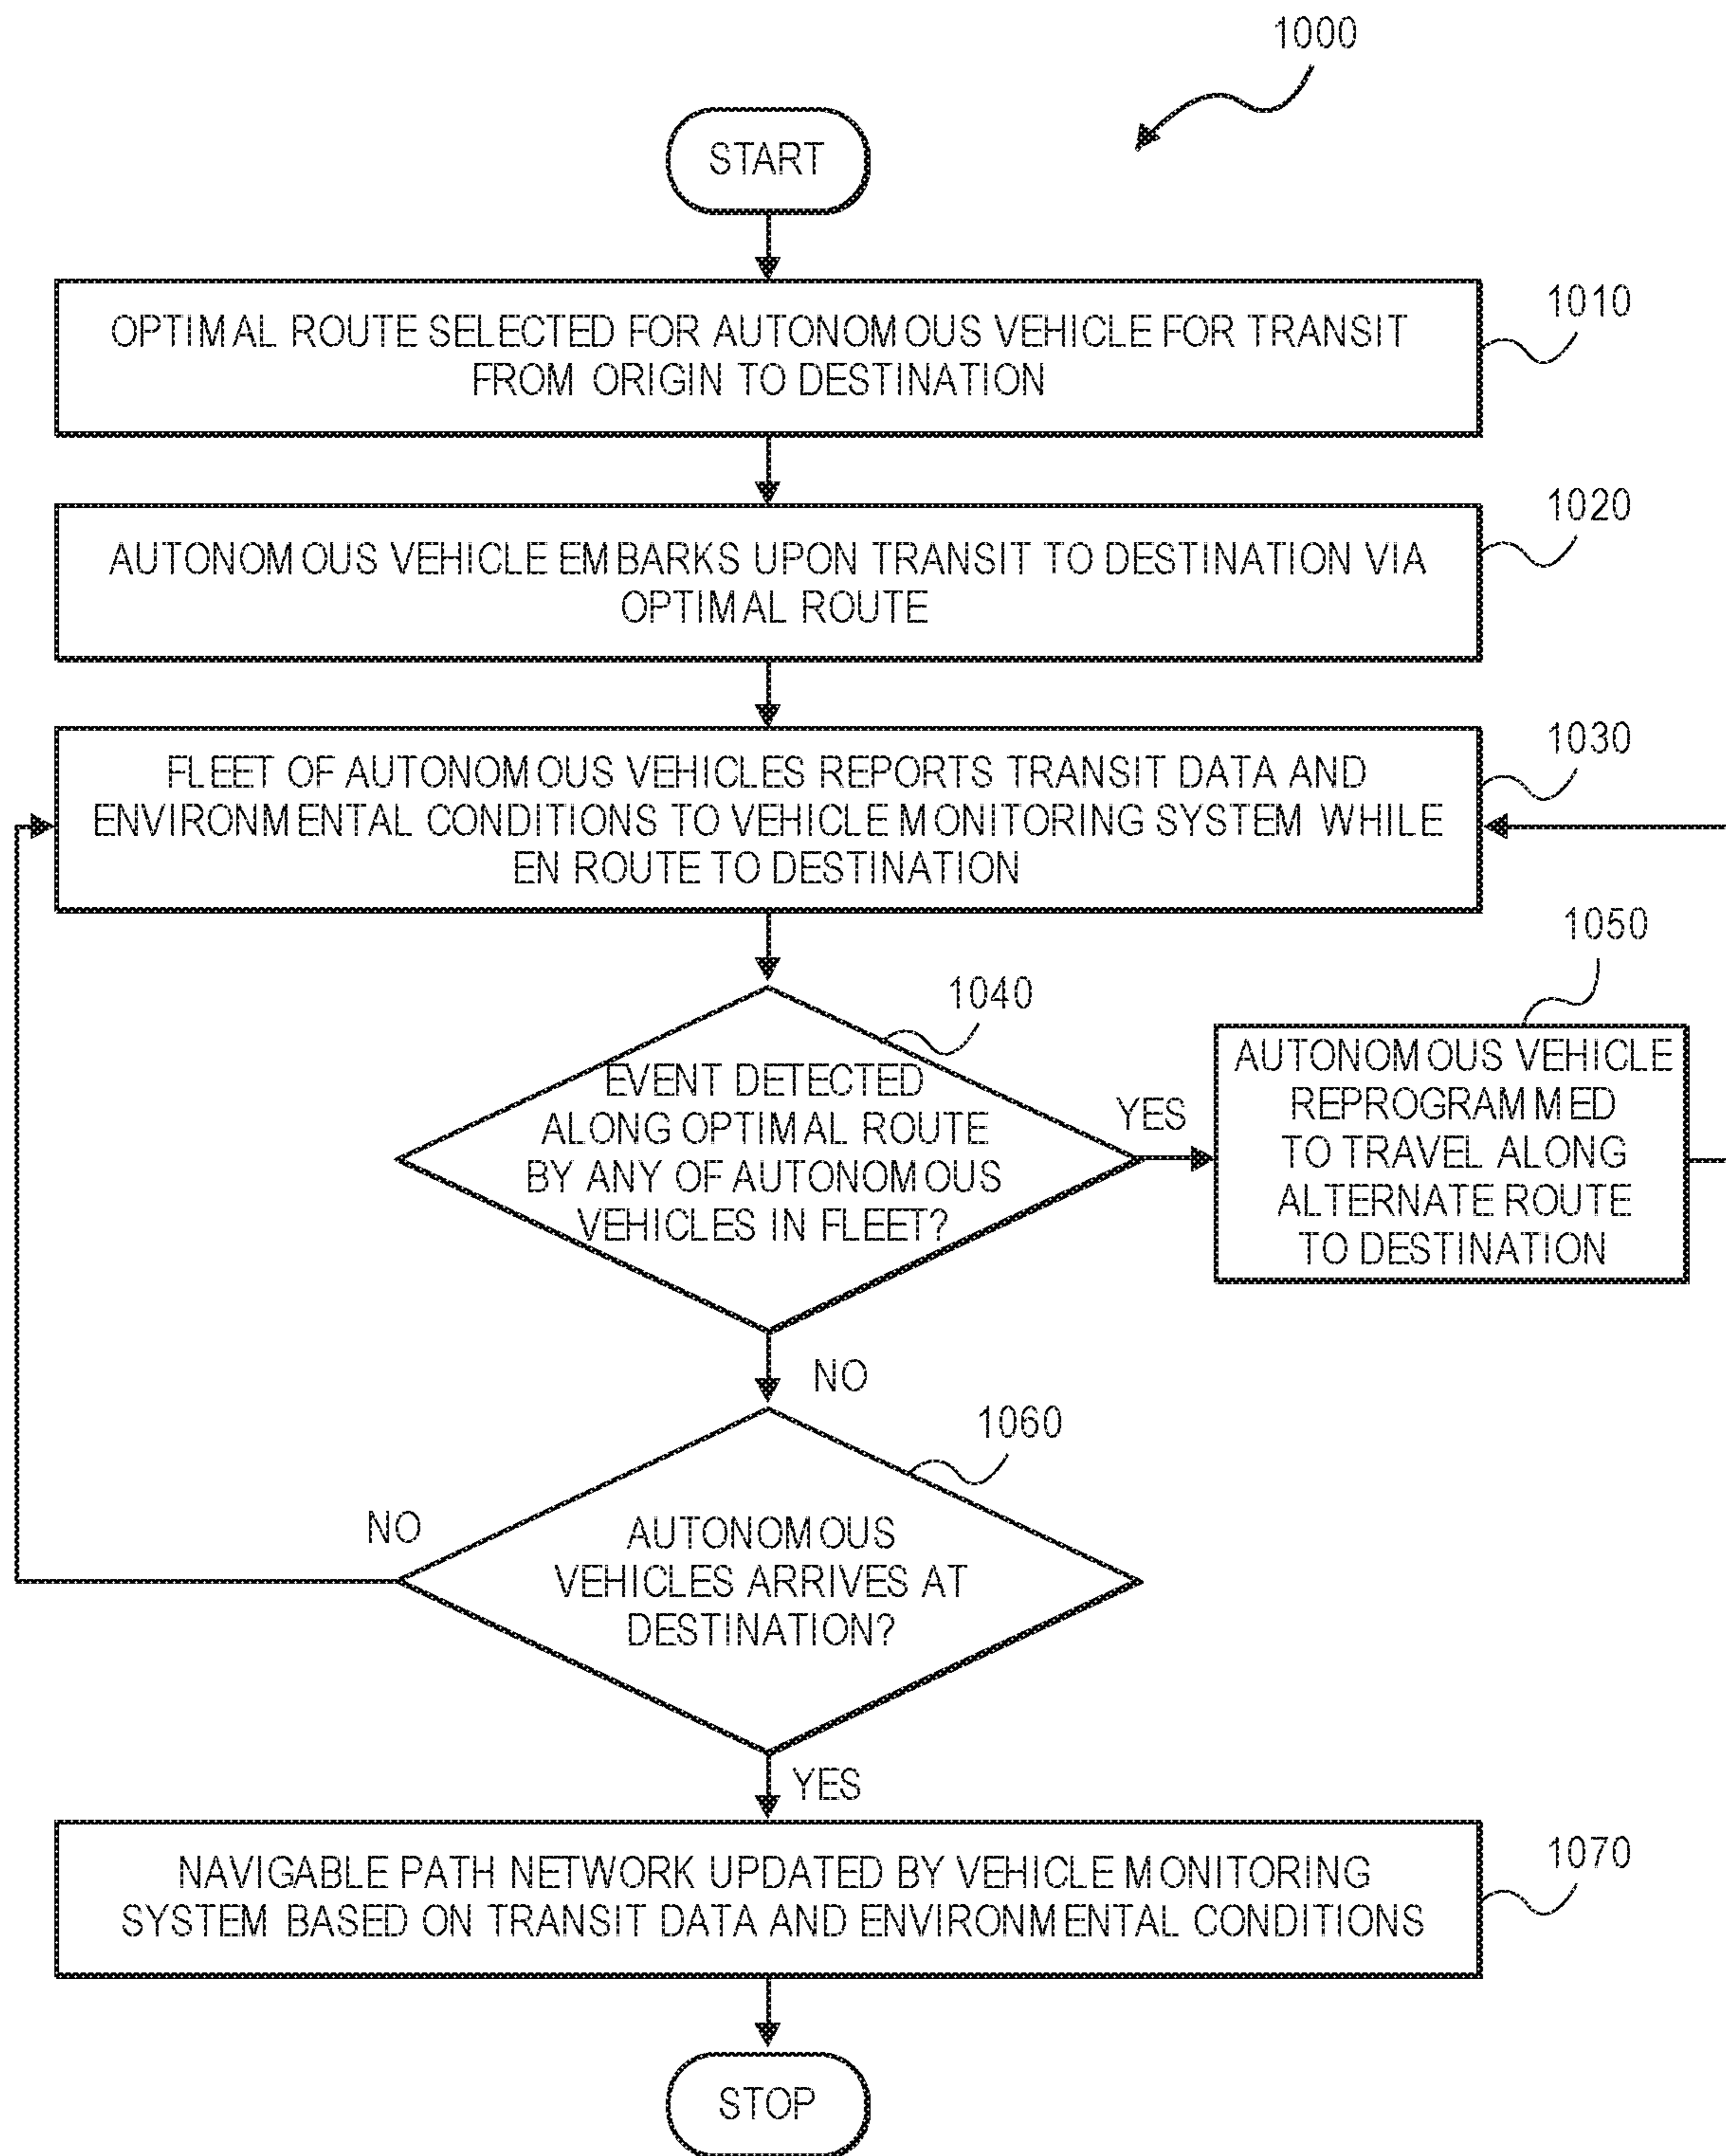 1000
START
OPTIMAL ROUTE SELECTED FOR AUTONOMOUS VEHICLE FOR TRANSIT
FROM ORIGIN TO DESTINATION
1010
AUTONOMOUS VEHICLE EMBARKS UPON TRANSIT TO DESTINATION VIA
OPTIMAL ROUTE
1020
FLEET OF AUTONOMOUS VEHICLES REPORTS TRANSIT DATA AND
ENVIRONMENTAL CONDITIONS TO VEHICLE MONITORING SYSTEM WHILE
EN ROUTE TO DESTINATION
1030
1040
EVENT DETECTED
ALONG OPTIMAL ROUTE
BY ANY OF AUTONOMOUS
VEHICLES IN FLEET?
YES
1050
AUTONOMOUS VEHICLE
REPROGRAMMED
TO TRAVEL ALONG
ALTERNATE ROUTE
TO DESTINATION
NO
1060
AUTONOMOUS
VEHICLES ARRIVES AT
DESTINATION?
NO
YES
NAVIGABLE PATH NETWORK UPDATED BY VEHICLE MONITORING
SYSTEM BASED ON TRANSIT DATA AND ENVIRONMENTAL CONDITIONS
1070
STOP